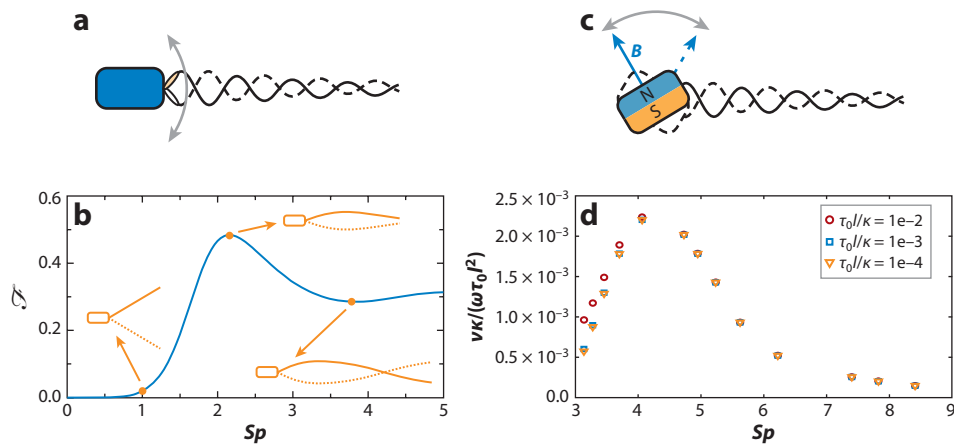 a
B
N
S
c
b
0.6
0.4
0.2
0.0
ℱ
0
1
2
3
4
5
Sp
d
2.5 × 10⁻³
2.0 × 10⁻³
1.5 × 10⁻³
1.0 × 10⁻³
0.5 × 10⁻³
0
νκ/(ωτ₀l²)
τ₀l/κ = 1e–2
τ₀l/κ = 1e–3
τ₀l/κ = 1e–4
3
4
5
6
7
8
9
Sp